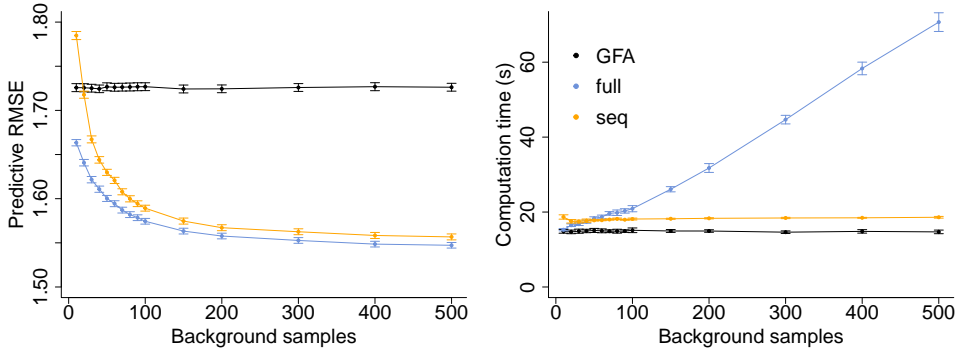 1.80
1.70
1.60
1.50
Predictive RMSE
0 100 200 300 400 500
Background samples
60
40
20
0
Computation time (s)
GFA
full
seq
0 100 200 300 400 500
Background samples